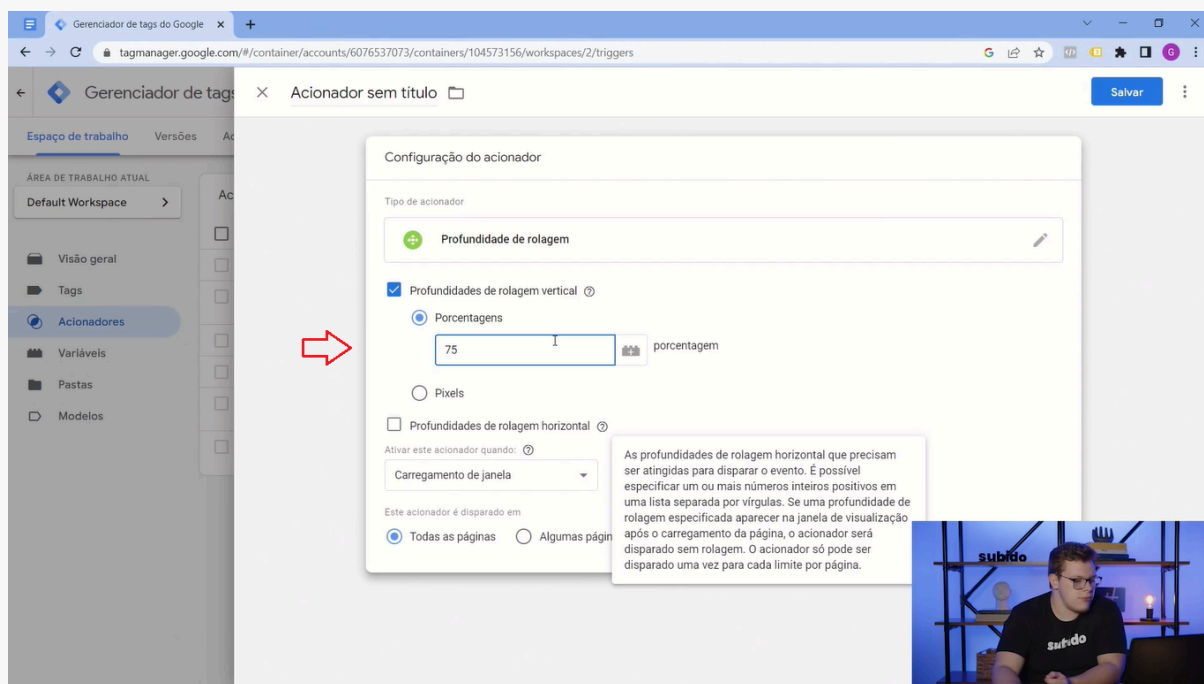 Gerenciador de tags do Google
tagmanager.google.com/#/container/accounts/6076537073/containers/104573156/workspaces/2/triggers
G
Gerenciador de tags
Acionador sem título
Salvar
Espaço de trabalho Versões
Configuração do acionador
ÁREA DE TRABALHO ATUAL
Default Workspace
Ac
Tipo de acionador
Profundidade de rolagem
Visão geral
Tags
Acionadores
Variáveis
Pastas
Modelos
Profundidades de rolagem vertical
Porcentagens
75 porcentagem
Pixels
Profundidades de rolagem horizontal
Ativar este acionador quando:
Carregamento de janela
Este acionador é disparado em
Todas as páginas Algumas págin
As profundidades de rolagem horizontal que precisam
ser atingidas para disparar o evento. É possível
especificar um ou mais números inteiros positivos em
uma lista separada por vírgulas. Se uma profundidade de
rolagem especificada aparecer na janela de visualização
após o carregamento da página, o acionador será
disparado sem rolagem. O acionador só pode ser
disparado uma vez para cada limite por página.
subido
subido